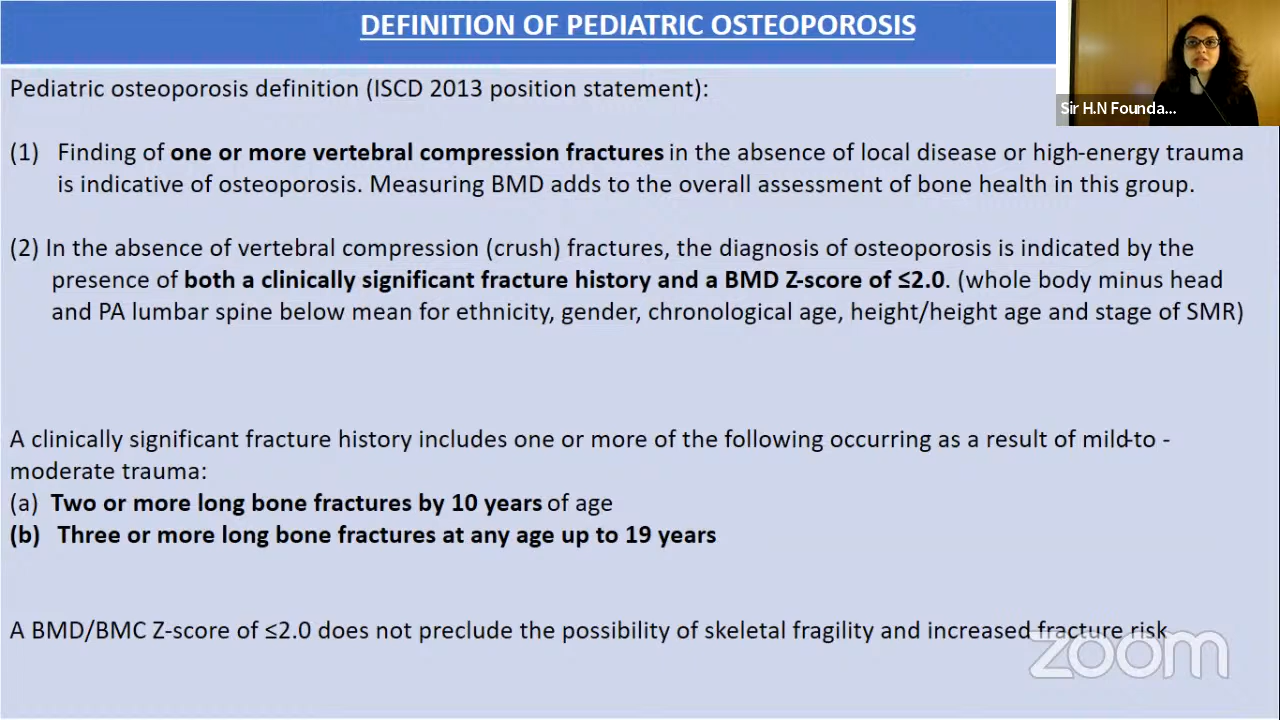 DEFINITION OF PEDIATRIC OSTEOPOROSIS
Sir H.N Founda...
Pediatric osteoporosis definition (ISCD 2013 position statement):
(1) Finding of one or more vertebral compression fractures in the absence of local disease or high-energy trauma
is indicative of osteoporosis. Measuring BMD adds to the overall assessment of bone health in this group.
(2) In the absence of vertebral compression (crush) fractures, the diagnosis of osteoporosis is indicated by the
presence of both a clinically significant fracture history and a BMD Z-score of ≤2.0. (whole body minus head
and PA lumbar spine below mean for ethnicity, gender, chronological age, height/height age and stage of SMR)
A clinically significant fracture history includes one or more of the following occurring as a result of mild-to -
moderate trauma:
(a) Two or more long bone fractures by 10 years of age
(b) Three or more long bone fractures at any age up to 19 years
A BMD/BMC Z-score of ≤2.0 does not preclude the possibility of skeletal fragility and increased fracture risk
zoom